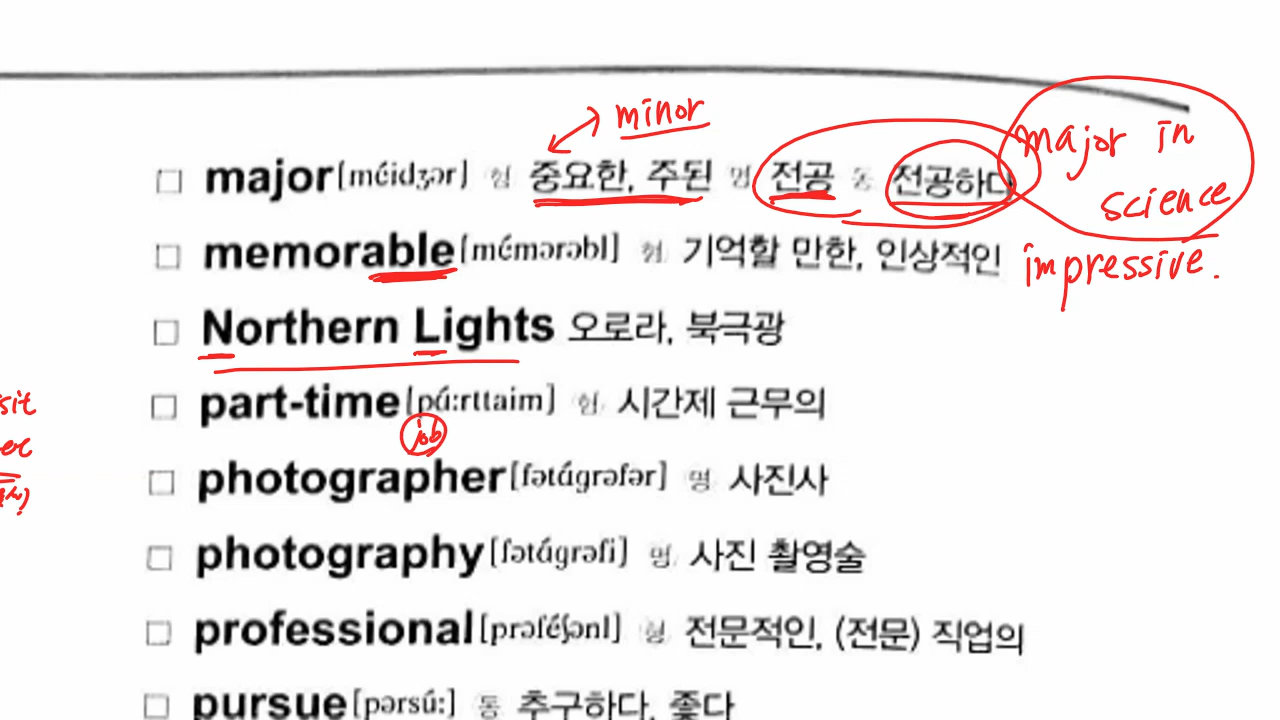 minor
major in
science
□ major[méidʒər] 형 중요한, 주된 명 전공 동 전공하다
□ memorable[mémərəbl] 형 기억할 만한, 인상적인 impressive.
□ Northern Lights 오로라, 북극광
□ part-time[pá:rttaim] 형 시간제 근무의
job
sit
□ photographer[fətágrəfər] 명 사진사
□ photography[fətágrəfi] 명 사진 촬영술
□ professional[prəféʃənl] 형 전문적인, (전문) 직업의
□ pursue[pərsú:] 동 추구하다, 좇다